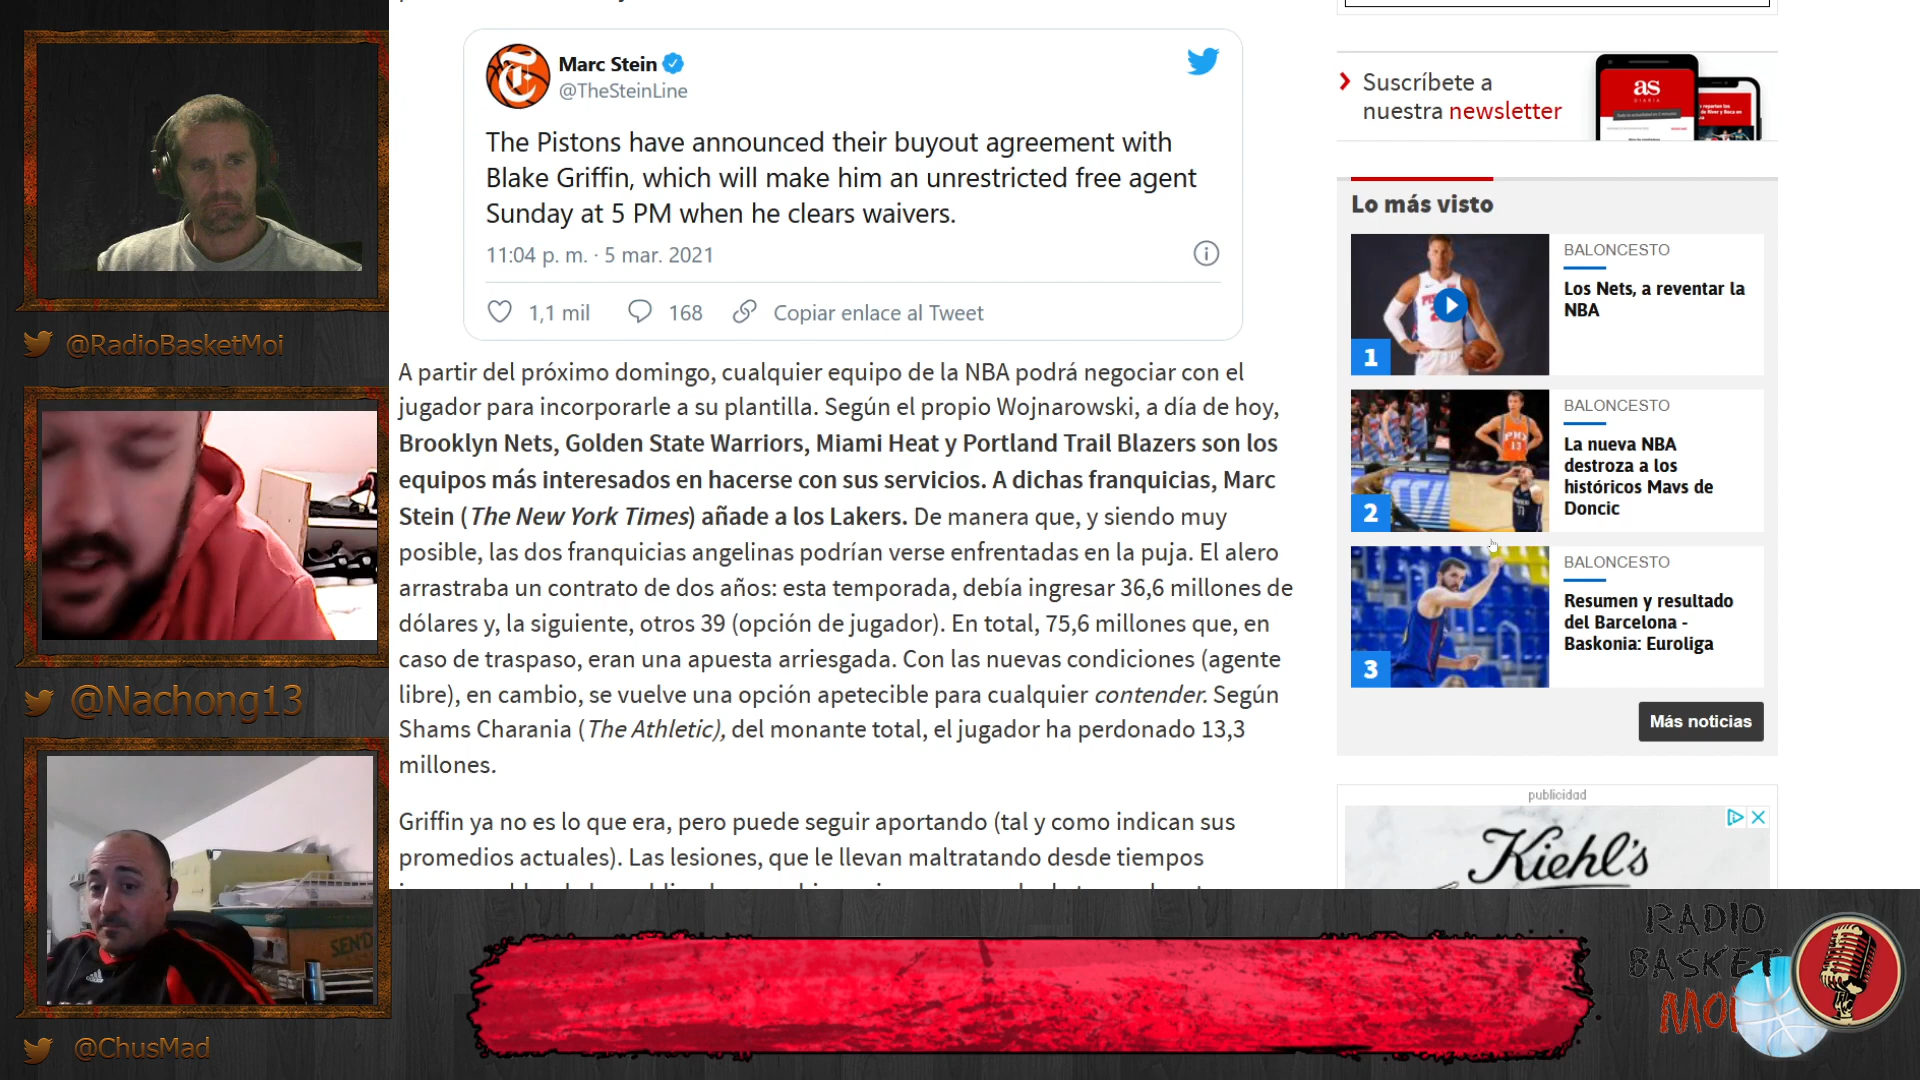 @RadioBasketMoi
@Nachong13
@ChusMad
Marc Stein
@TheSteinLine
The Pistons have announced their buyout agreement with
Blake Griffin, which will make him an unrestricted free agent
Sunday at 5 PM when he clears waivers.
11:04 p. m. · 5 mar. 2021
1,1 mil
168
Copiar enlace al Tweet
A partir del próximo domingo, cualquier equipo de la NBA podrá negociar con el
jugador para incorporarle a su plantilla. Según el propio Wojnarowski, a día de hoy,
Brooklyn Nets, Golden State Warriors, Miami Heat y Portland Trail Blazers son los
equipos más interesados en hacerse con sus servicios. A dichas franquicias, Marc
Stein (The New York Times) añade a los Lakers. De manera que, y siendo muy
posible, las dos franquicias angelinas podrían verse enfrentadas en la puja. El alero
arrastraba un contrato de dos años: esta temporada, debía ingresar 36,6 millones de
dólares y, la siguiente, otros 39 (opción de jugador). En total, 75,6 millones que, en
caso de traspaso, eran una apuesta arriesgada. Con las nuevas condiciones (agente
libre), en cambio, se vuelve una opción apetecible para cualquier contender. Según
Shams Charania (The Athletic), del monante total, el jugador ha perdonado 13,3
millones.
Griffin ya no es lo que era, pero puede seguir aportando (tal y como indican sus
promedios actuales). Las lesiones, que le llevan maltratando desde tiempos
Suscríbete a
nuestra newsletter
as
Lo más visto
1
BALONCESTO
Los Nets, a reventar la
NBA
2
BALONCESTO
La nueva NBA
destroza a los
históricos Mavs de
Doncic
3
BALONCESTO
Resumen y resultado
del Barcelona -
Baskonia: Euroliga
Más noticias
publicidad
Kiehl's
SEND
RADIO
BASKET
MOi